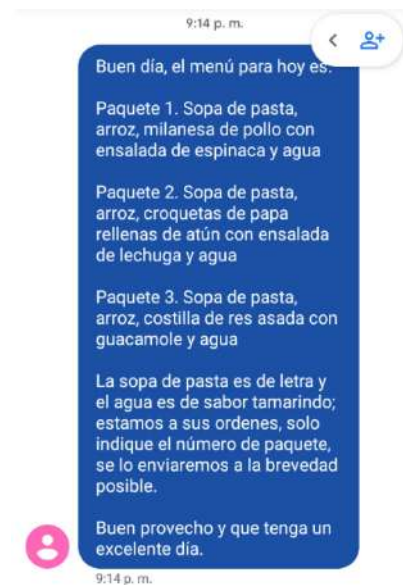 9:14 p. m.
Buen día, el menú para hoy es:
Paquete 1. Sopa de pasta,
arroz, milanesa de pollo con
ensalada de espinaca y agua
Paquete 2. Sopa de pasta,
arroz, croquetas de papa
rellenas de atún con ensalada
de lechuga y agua
Paquete 3. Sopa de pasta,
arroz, costilla de res asada con
guacamole y agua
La sopa de pasta es de letra y
el agua es de sabor tamarindo;
estamos a sus ordenes, solo
indique el número de paquete,
se lo enviaremos a la brevedad
posible.
Buen provecho y que tenga un
excelente día.
9:14 p. m.